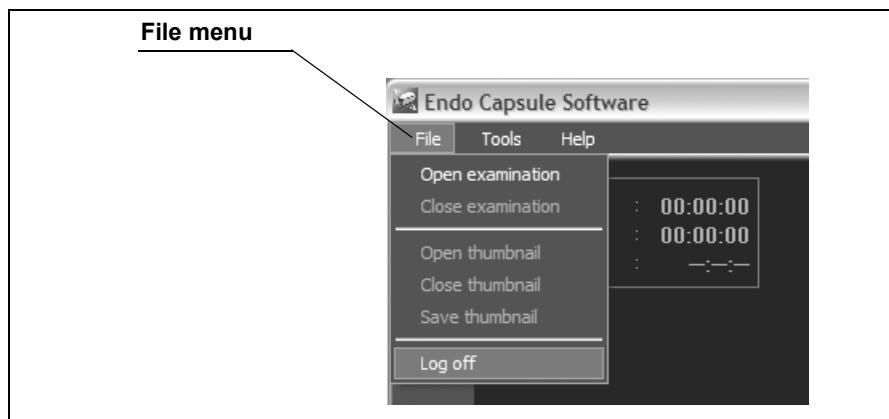 File menu
Endo Capsule Software
File Tools Help
Open examination
Close examination
: 00:00:00
: 00:00:00
Open thumbnail
: --:--:--
Close thumbnail
Save thumbnail
Log off